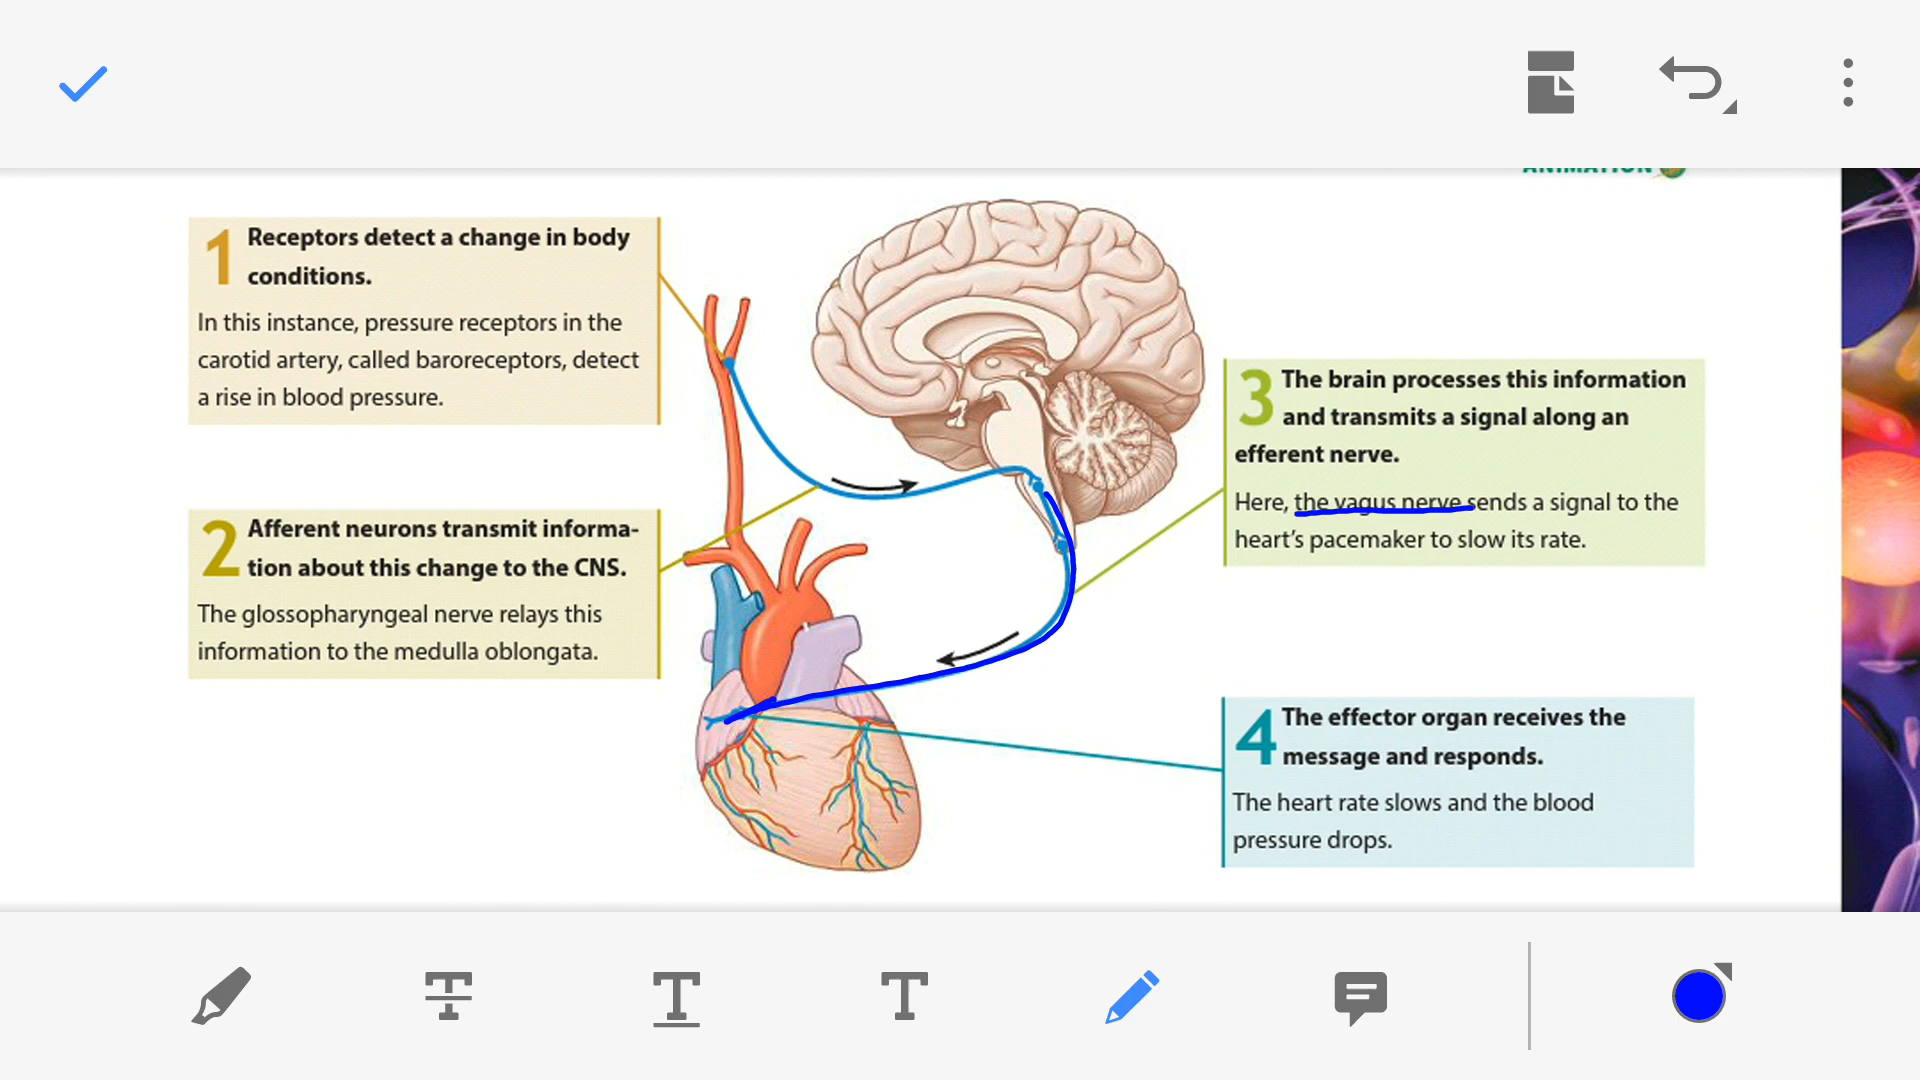 ANIMATION
1 Receptors detect a change in body
conditions.
In this instance, pressure receptors in the
carotid artery, called baroreceptors, detect
a rise in blood pressure.
2 Afferent neurons transmit informa-
tion about this change to the CNS.
The glossopharyngeal nerve relays this
information to the medulla oblongata.
3 The brain processes this information
and transmits a signal along an
efferent nerve.
Here, the vagus nerve sends a signal to the
heart's pacemaker to slow its rate.
4 The effector organ receives the
message and responds.
The heart rate slows and the blood
pressure drops.